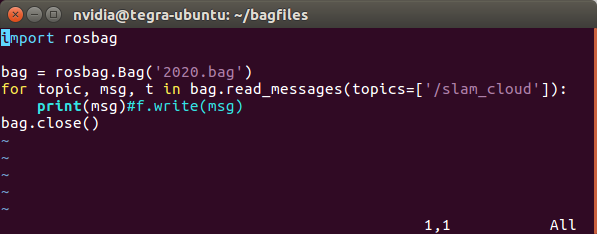 nvidia@tegra-ubuntu: ~/bagfiles
import rosbag

bag = rosbag.Bag('2020.bag')
for topic, msg, t in bag.read_messages(topics=['/slam_cloud']):
    print(msg)#f.write(msg)
bag.close()
~
~
~
~
~
1,1 All